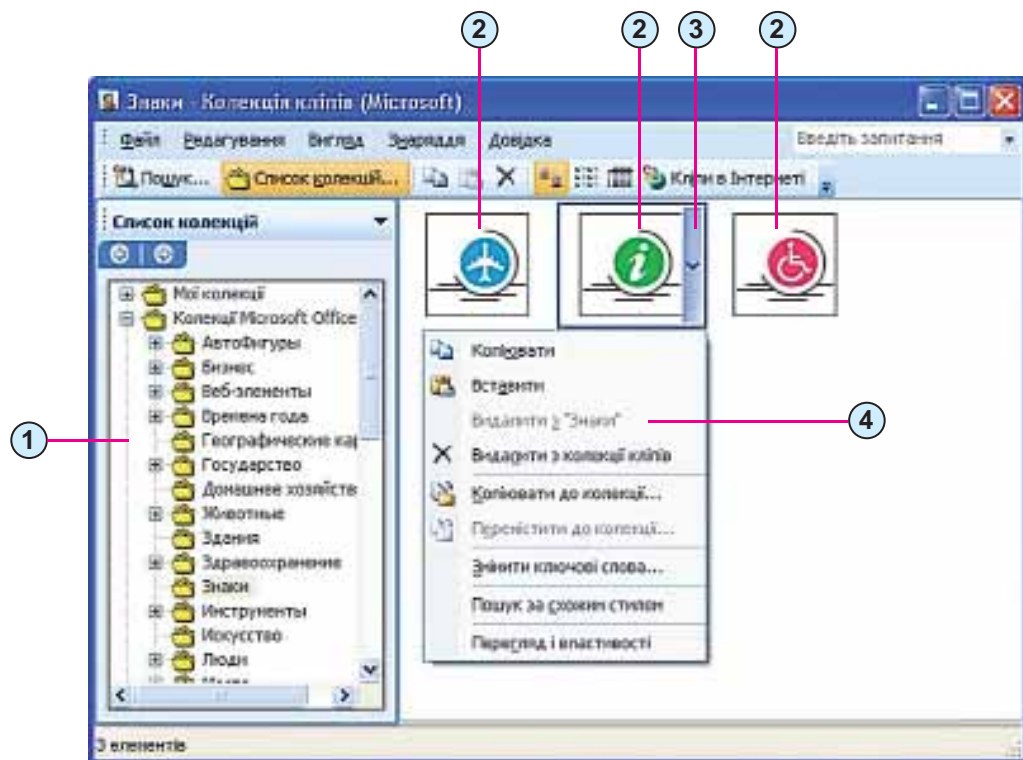 2 2 3 2
Знаки - Колекція кліпів (Microsoft)
Файл Редагування Вигляд Знаряддя Довідка Введіть запитання
Пошук... Список колекцій... Кліпи в Інтернеті
Список колекцій
Мої колекції
Колекції Microsoft Office
АвтоФигуры
Бизнес
Веб-элементы
Времена года
Географические кар
Государство
Домашнее хозяйств
Животные
Здания
Здравоохранение
Знаки
Инструменты
Искусство
Люди
1
Копіювати
Вставити
Видалити з "Знаки"
4
Видалити з колекції кліпів
Копіювати до колекції...
Перемістити до колекції...
Змінити ключові слова...
Пошук за схожим стилем
Перегляд і властивості
3 елементів